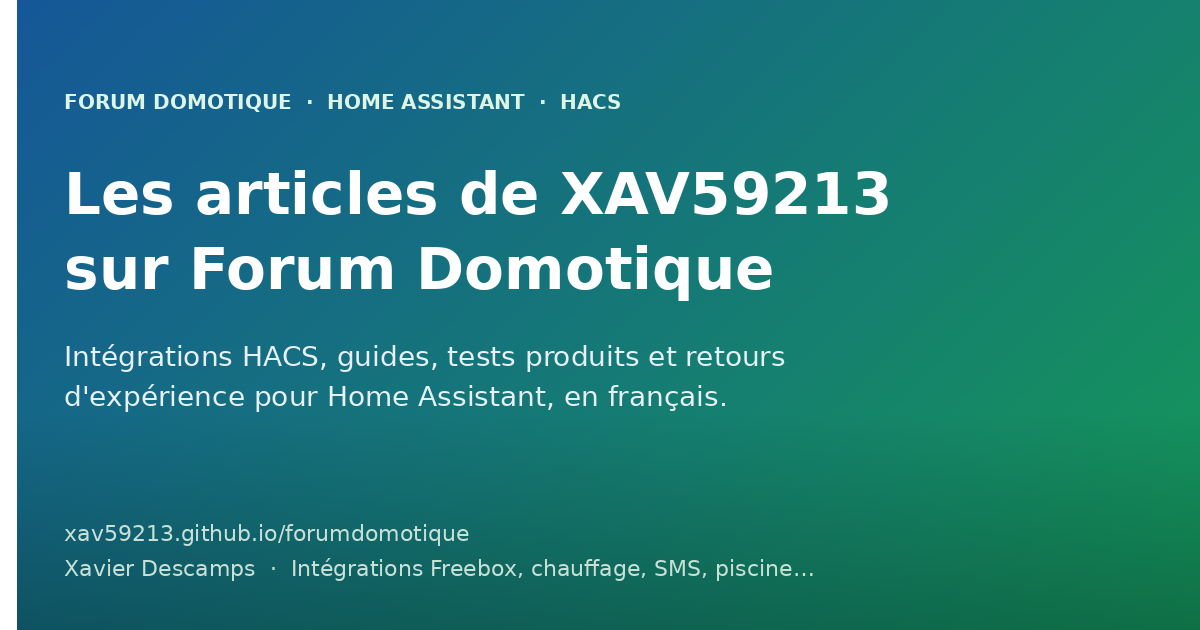 FORUM DOMOTIQUE · HOME ASSISTANT · HACS
Les articles de XAV59213
sur Forum Domotique
Intégrations HACS, guides, tests produits et retours
d'expérience pour Home Assistant, en français.
xav59213.github.io/forumdomotique
Xavier Descamps · Intégrations Freebox, chauffage, SMS, piscine…